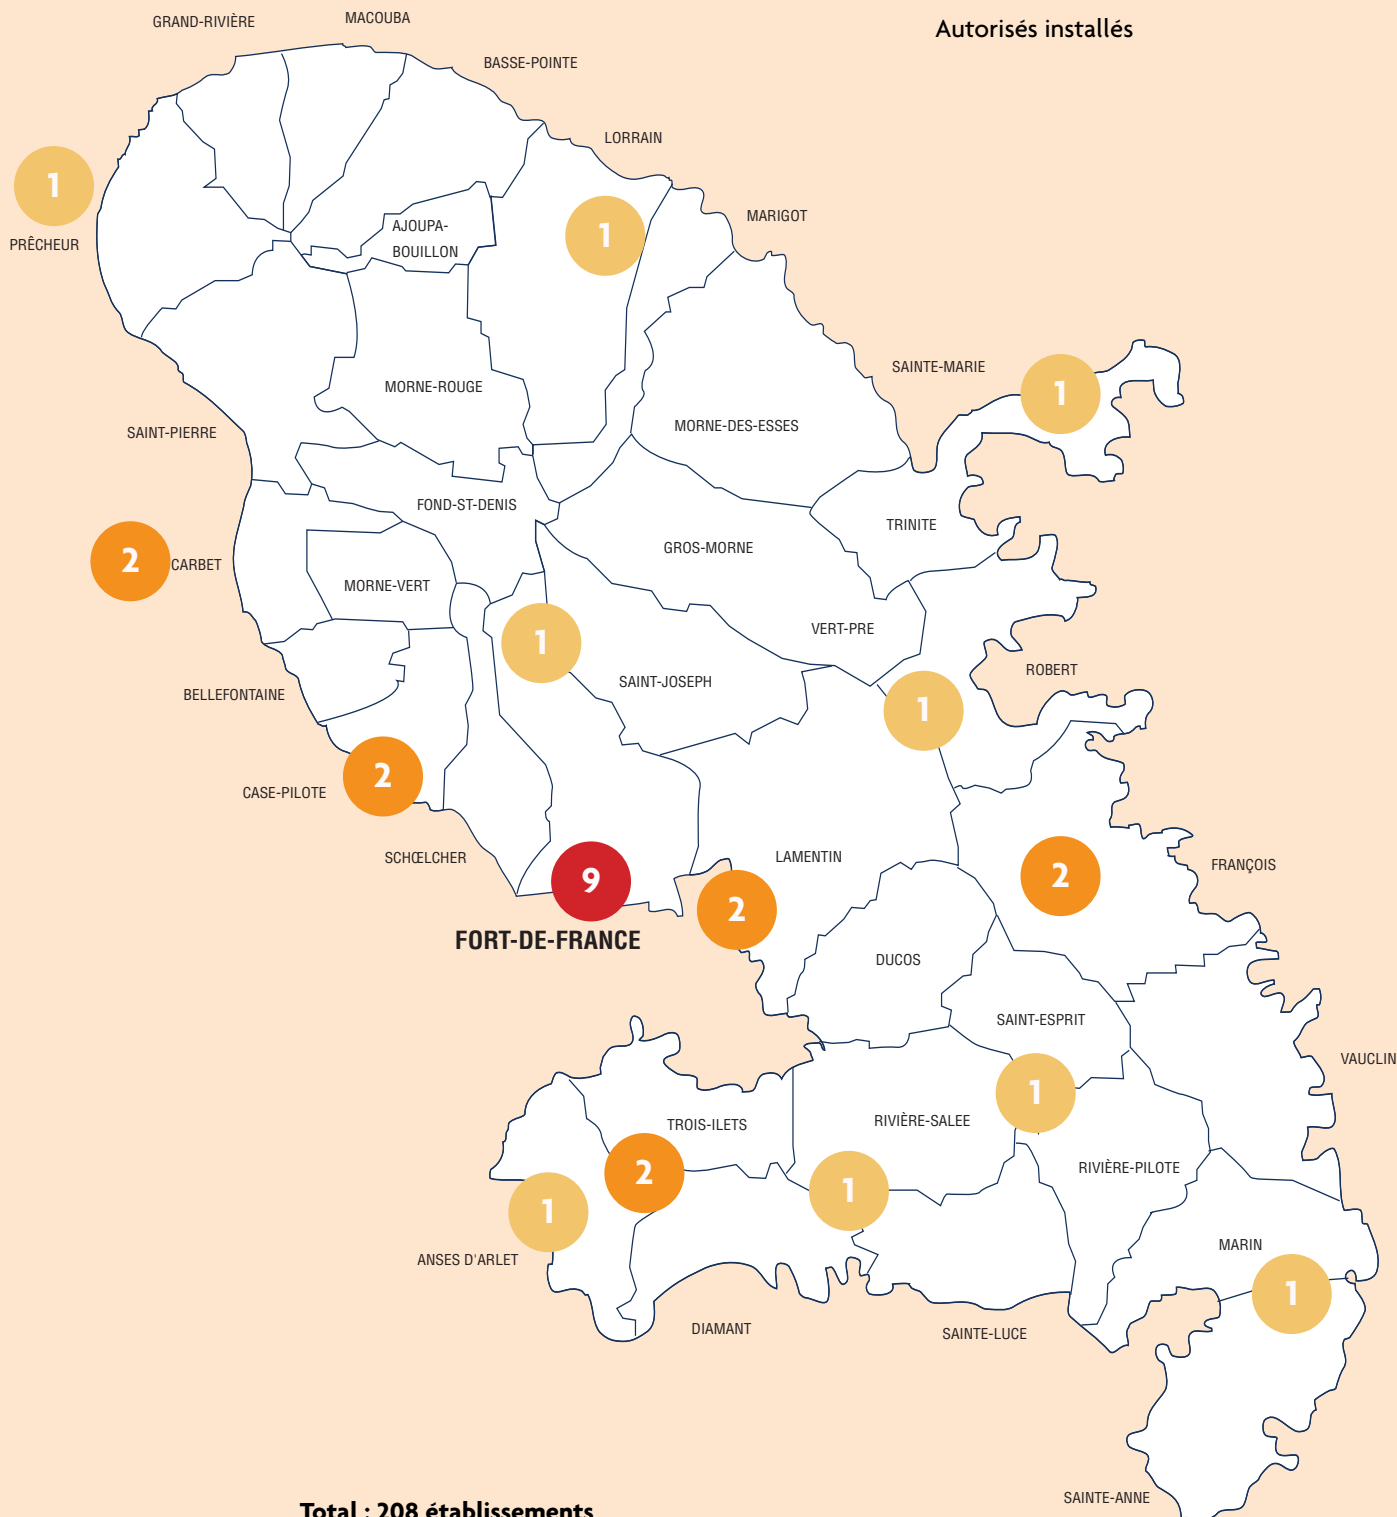 MACOUBA
GRAND-RIVIÈRE
Autorisés installés
BASSE-POINTE
LORRAIN
1
PRÊCHEUR
MARIGOT
AJOUPA-
BOUILLON
1
SAINTE-MARIE
1
MORNE-ROUGE
MORNE-DES-ESSES
SAINT-PIERRE
FOND-ST-DENIS
TRINITE
GROS-MORNE
2
CARBET
MORNE-VERT
VERT-PRE
1
SAINT-JOSEPH
ROBERT
BELLEFONTAINE
1
2
CASE-PILOTE
SCHŒLCHER
LAMENTIN
FRANÇOIS
9
2
2
FORT-DE-FRANCE
DUCOS
SAINT-ESPRIT
VAUCLIN
1
TROIS-ILETS
RIVIÈRE-SALEE
RIVIÈRE-PILOTE
2
1
1
ANSES D'ARLET
MARIN
1
DIAMANT
SAINTE-LUCE
SAINTE-ANNE
Total : 208 établissements